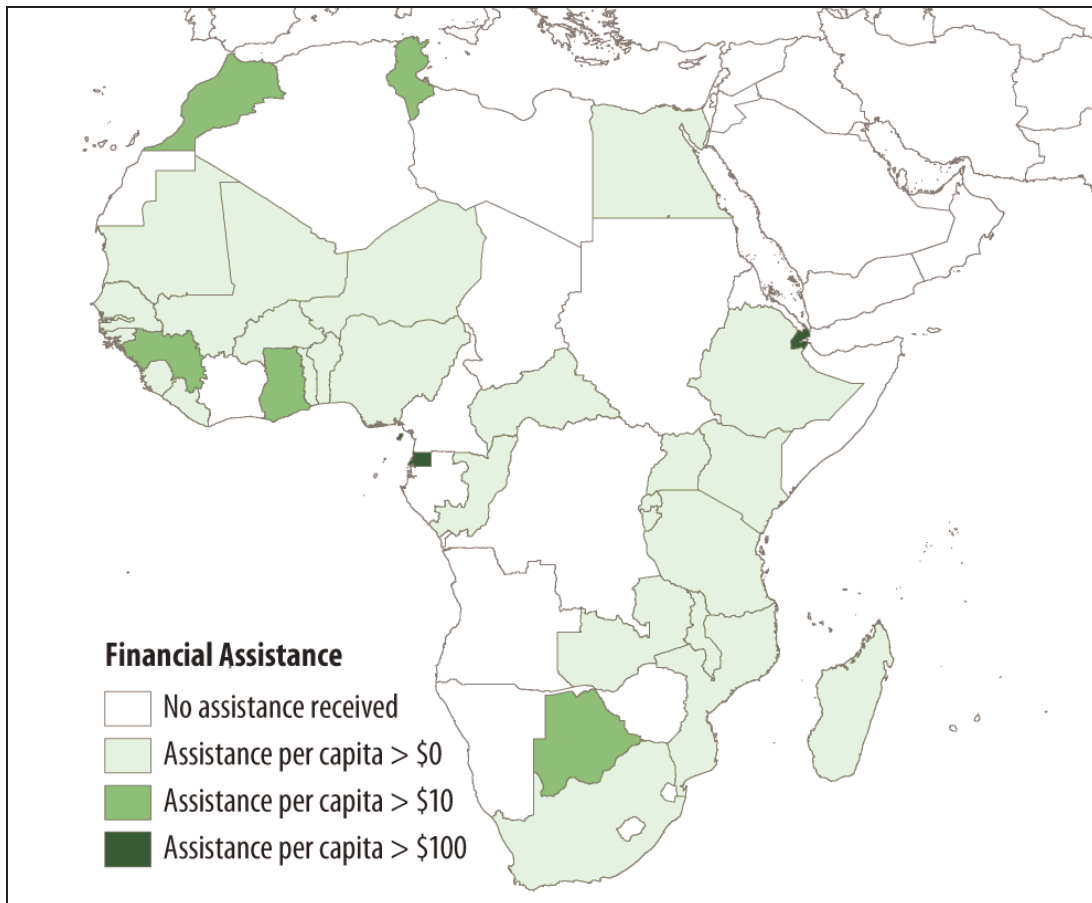 Financial Assistance
No assistance received
Assistance per capita > $0
Assistance per capita > $10
Assistance per capita > $100